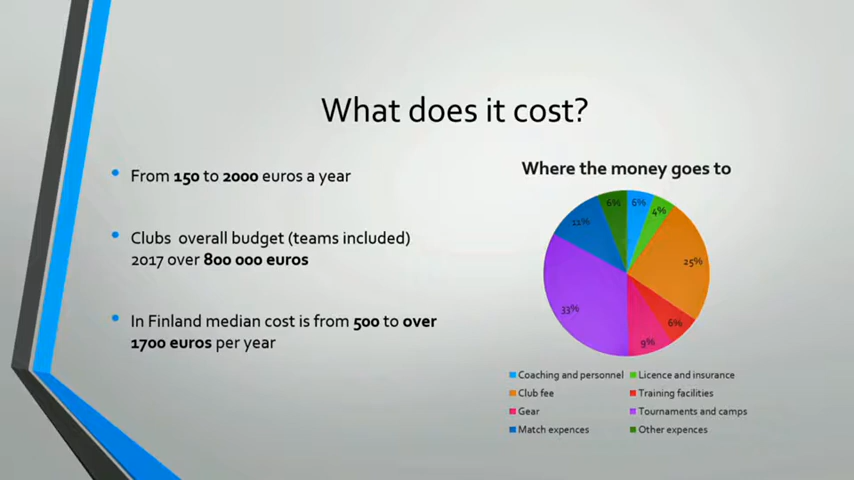 What does it cost?
From 150 to 2000 euros a year
Clubs overall budget (teams included)
2017 over 800 000 euros
In Finland median cost is from 500 to over
1700 euros per year
Where the money goes to
6%
6%
4%
11%
25%
33%
6%
9%
Coaching and personnel
Licence and insurance
Club fee
Training facilities
Gear
Tournaments and camps
Match expences
Other expences